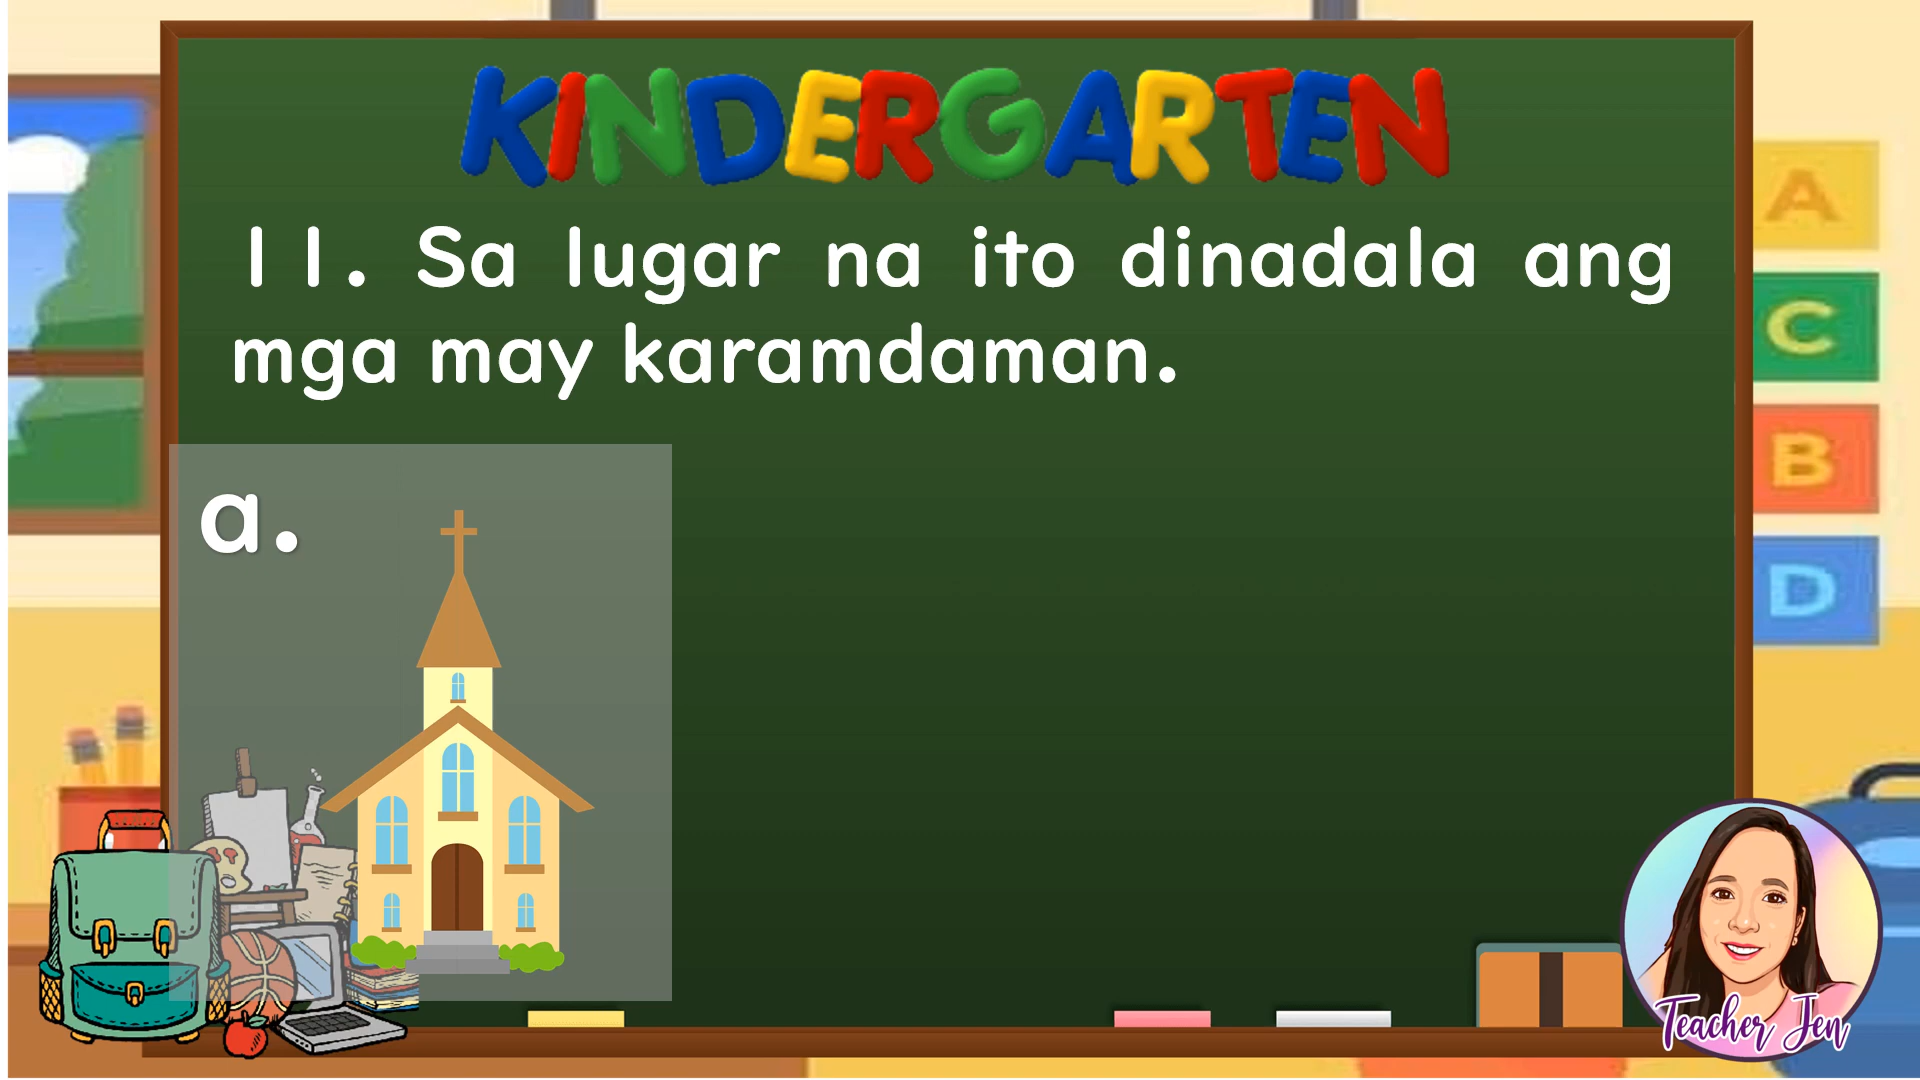 KINDERGARTEN
11. Sa lugar na ito dinadala ang
mga may karamdaman.
a.
A
C
B
D
Teacher Jen